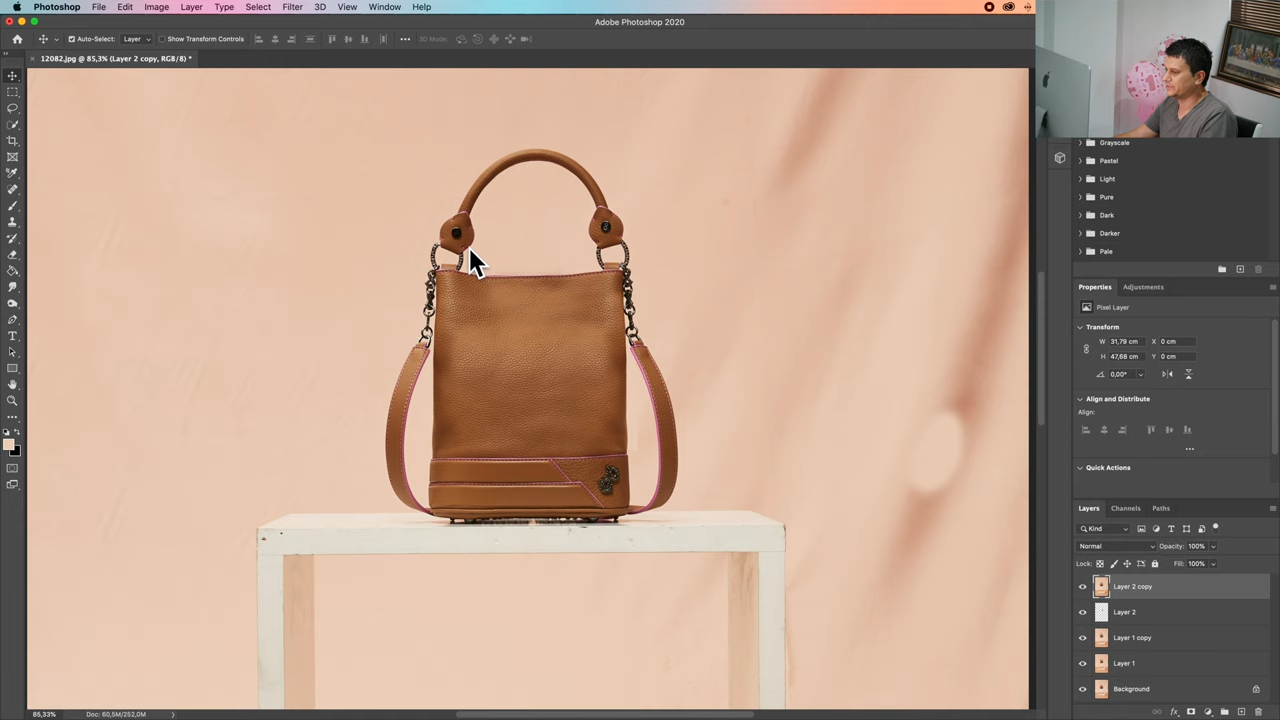 Photoshop File Edit Image Layer Type Select Filter 3D View Window Help
Adobe Photoshop 2020
Auto-Select: Layer Show Transform Controls 3D Mode:
12082.jpg @ 85,3% (Layer 2 copy, RGB/8) *
Grayscale
Pastel
Light
Pure
Dark
Darker
Pale
Properties Adjustments
Pixel Layer
Transform
W 31,79 cm X 0 cm
H 47,68 cm Y 0 cm
0,00°
Align and Distribute
Align:
Quick Actions
Layers Channels Paths
Kind
Normal Opacity: 100%
Lock: Fill: 100%
Layer 2 copy
Layer 2
Layer 1 copy
Layer 1
Background
85,33% Doc: 60,5M/252,0M